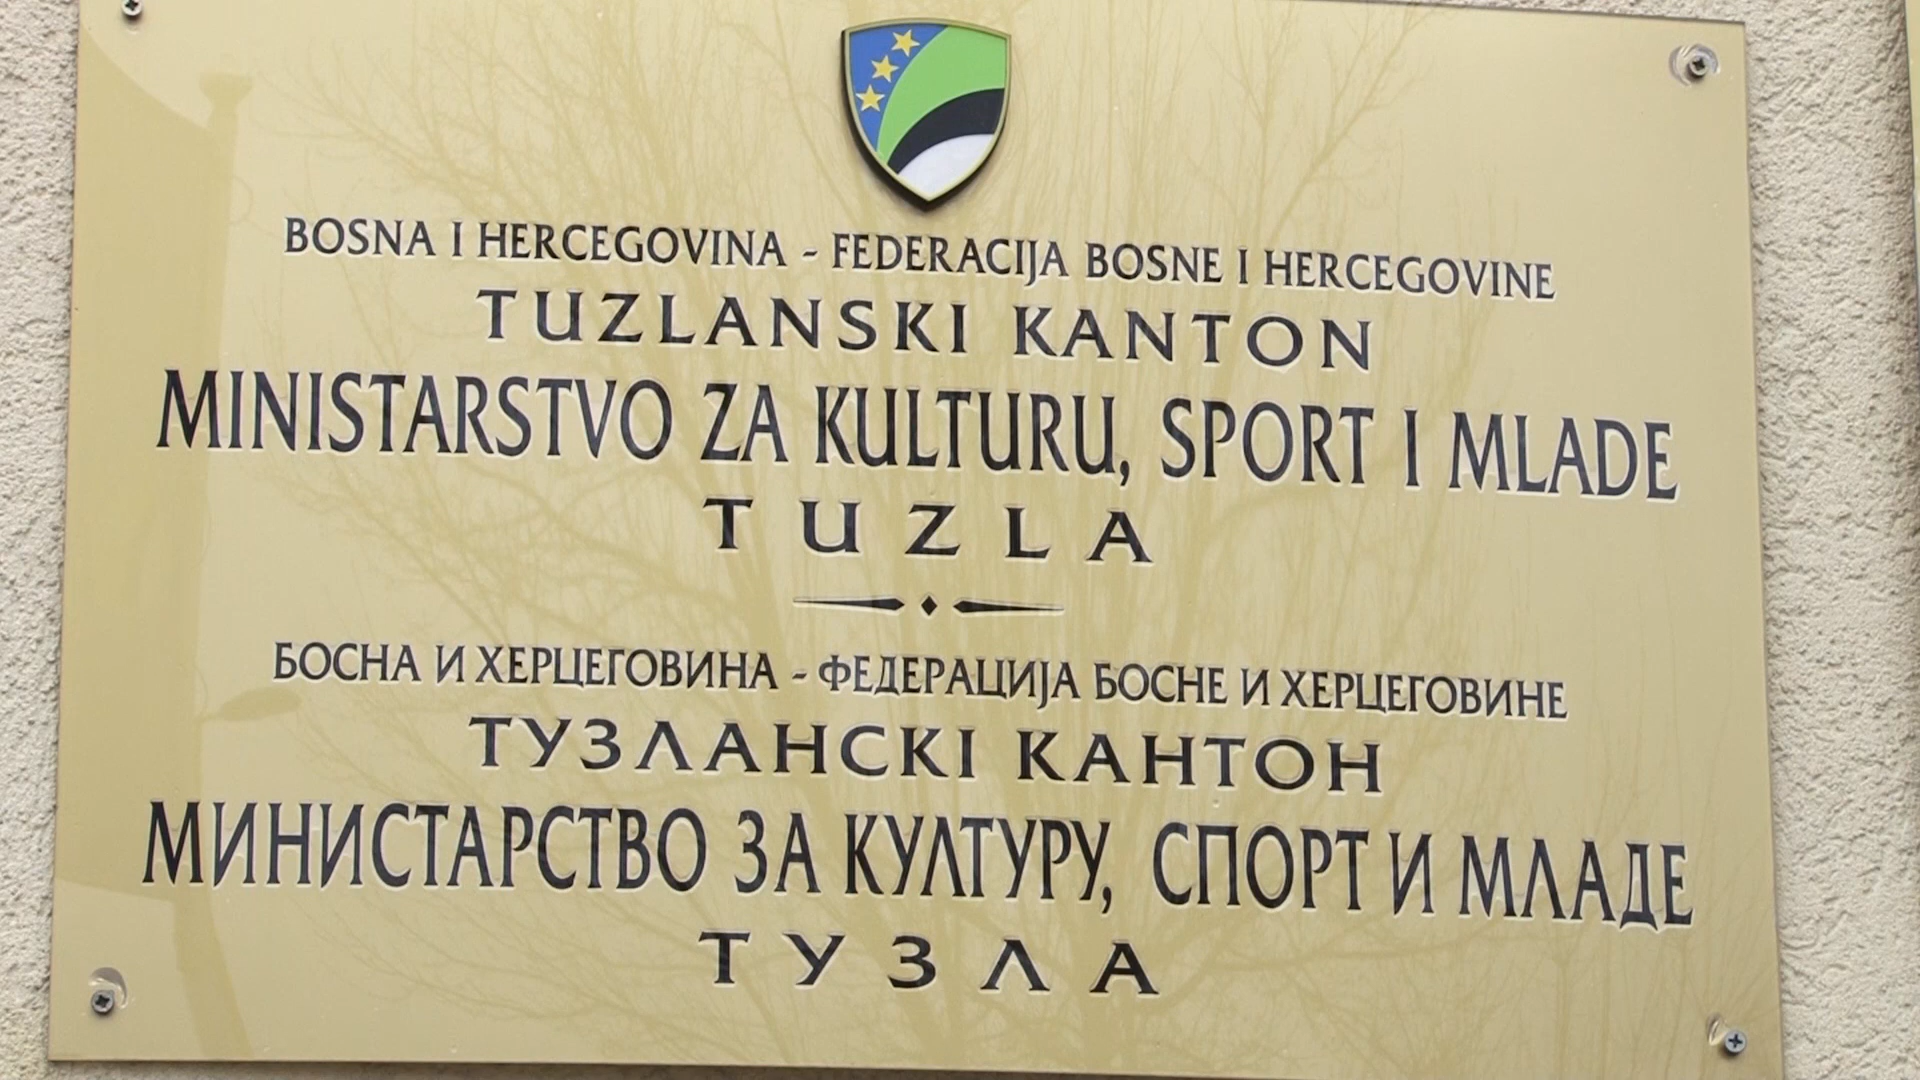 BOSNA I HERCEGOVINA - FEDERACIJA BOSNE I HERCEGOVINE
TUZLANSKI KANTON
MINISTARSTVO ZA KULTURU, SPORT I MLADE
TUZLA
БОСНА И ХЕРЦЕГОВИНА - ФЕДЕРАЦИЈА БОСНЕ И ХЕРЦЕГОВИНЕ
ТУЗЛАНСКI КАНТОН
МИНИСТАРСТВО ЗА КУЛТУРУ, СПОРТ И МЛАДЕ
ТУЗЛА